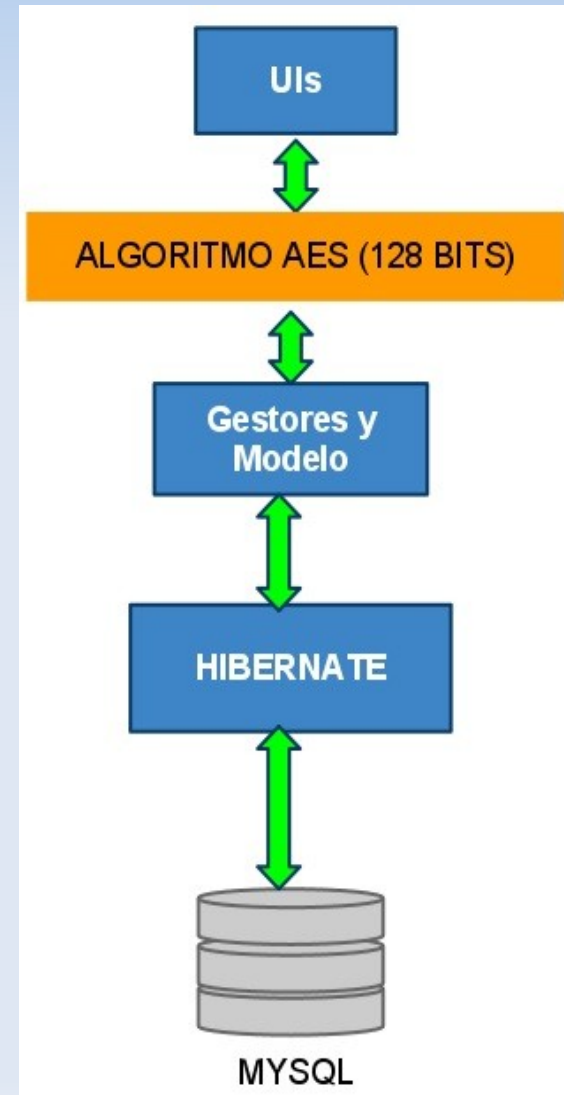 UIs
ALGORITMO AES (128 BITS)
Gestores y
Modelo
HIBERNATE
MYSQL